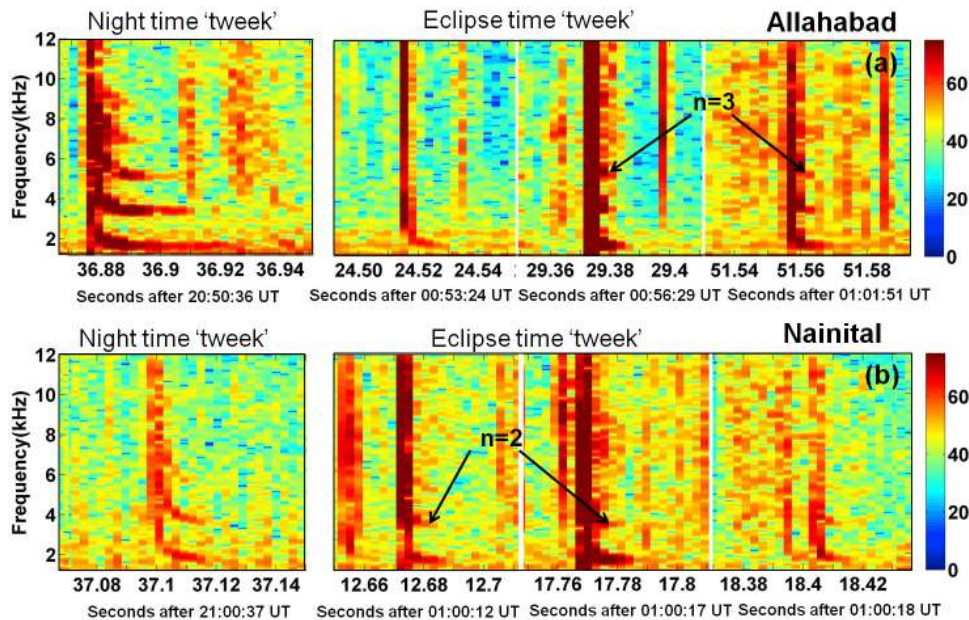 Night time ‘tweek’ Eclipse time ‘tweek’ Allahabad
(a)
n=3
Frequency(kHz)
12
10
8
6
4
2
60
40
20
0
36.88 36.9 36.92 36.94 24.50 24.52 24.54 29.36 29.38 29.4 51.54 51.56 51.58
Seconds after 20:50:36 UT Seconds after 00:53:24 UT Seconds after 00:56:29 UT Seconds after 01:01:51 UT
Night time ‘tweek’ Eclipse time ‘tweek’ Nainital
(b)
n=2
Frequency(kHz)
12
10
8
6
4
2
60
40
20
0
37.08 37.1 37.12 37.14 12.66 12.68 12.7 17.76 17.78 17.8 18.38 18.4 18.42
Seconds after 21:00:37 UT Seconds after 01:00:12 UT Seconds after 01:00:17 UT Seconds after 01:00:18 UT